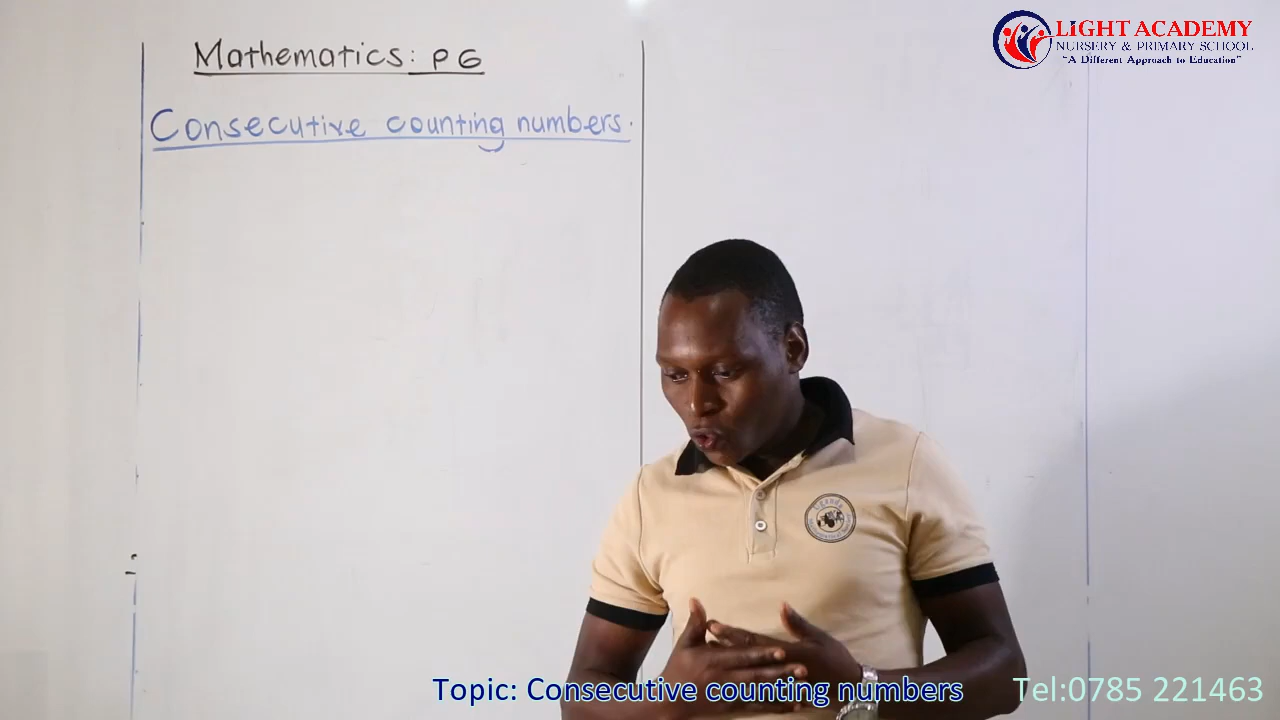 Mathematics: P 6
Consecutive counting numbers.
LIGHT ACADEMY
NURSERY & PRIMARY SCHOOL
"A Different Approach to Education"
Topic: Consecutive counting numbers
Tel:0785 221463